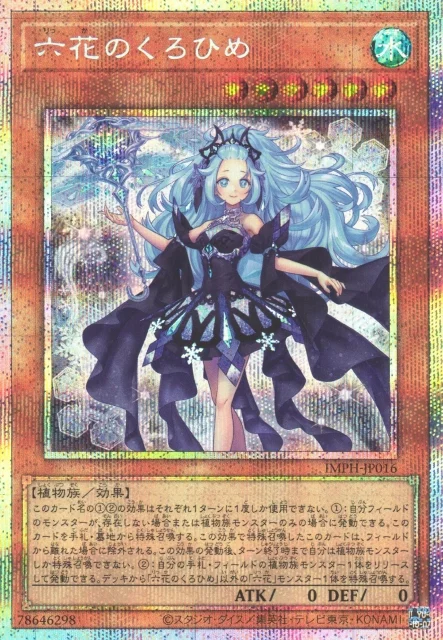 六花のくろひめ
水
IMPH-JP016
【植物族／効果】
このカード名の①②の効果はそれぞれ1ターンに1度しか使用できない。①：自分フィールド
のモンスターが存在しない場合または植物族モンスターのみの場合に発動できる。この
カードを手札・墓地から特殊召喚する。この効果で特殊召喚したこのカードは、フィールド
から離れた場合に除外される。この効果の発動後、ターン終了時まで自分は植物族モンスター
しか特殊召喚できない。②：自分の手札・フィールドの植物族モンスター1体をリリース
して発動できる。デッキから「六花のくろひめ」以外の「六花」モンスター1体を特殊召喚する。
ATK/ 0 DEF/ 0
78646298 ©スタジオ・ダイス／集英社・テレビ東京・KONAMI